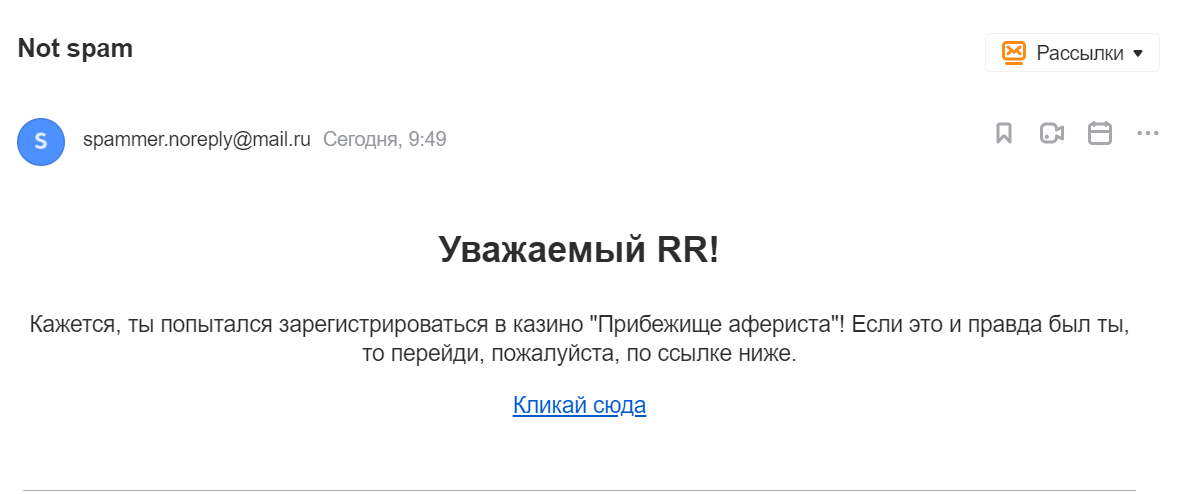 Not spam
Рассылки
S
spammer.noreply@mail.ru Сегодня, 9:49
Уважаемый RR!
Кажется, ты попытался зарегистрироваться в казино "Прибежище афериста"! Если это и правда был ты,
то перейди, пожалуйста, по ссылке ниже.
Кликай сюда